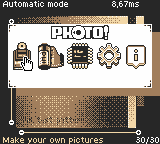 Automatic mode 8,67ms
PHOTO!
Make your own pictures 30/30